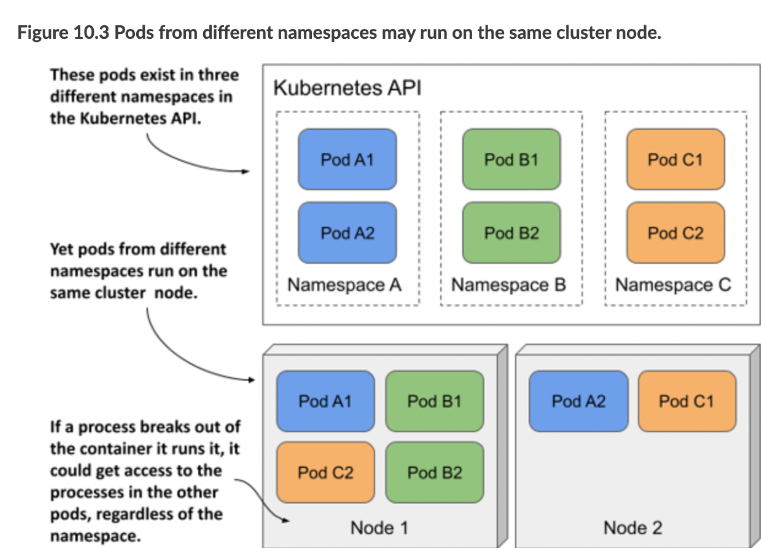 Figure 10.3 Pods from different namespaces may run on the same cluster node.
These pods exist in three
different namespaces in
the Kubernetes API.
Kubernetes API
Pod A1
Pod B1
Pod C1
Pod A2
Pod B2
Pod C2
Namespace A
Namespace B
Namespace C
Yet pods from different
namespaces run on the
same cluster node.
Pod A1
Pod B1
Pod A2
Pod C1
If a process breaks out of
the container it runs it, it
could get access to the
processes in the other
pods, regardless of the
namespace.
Pod C2
Pod B2
Node 1
Node 2